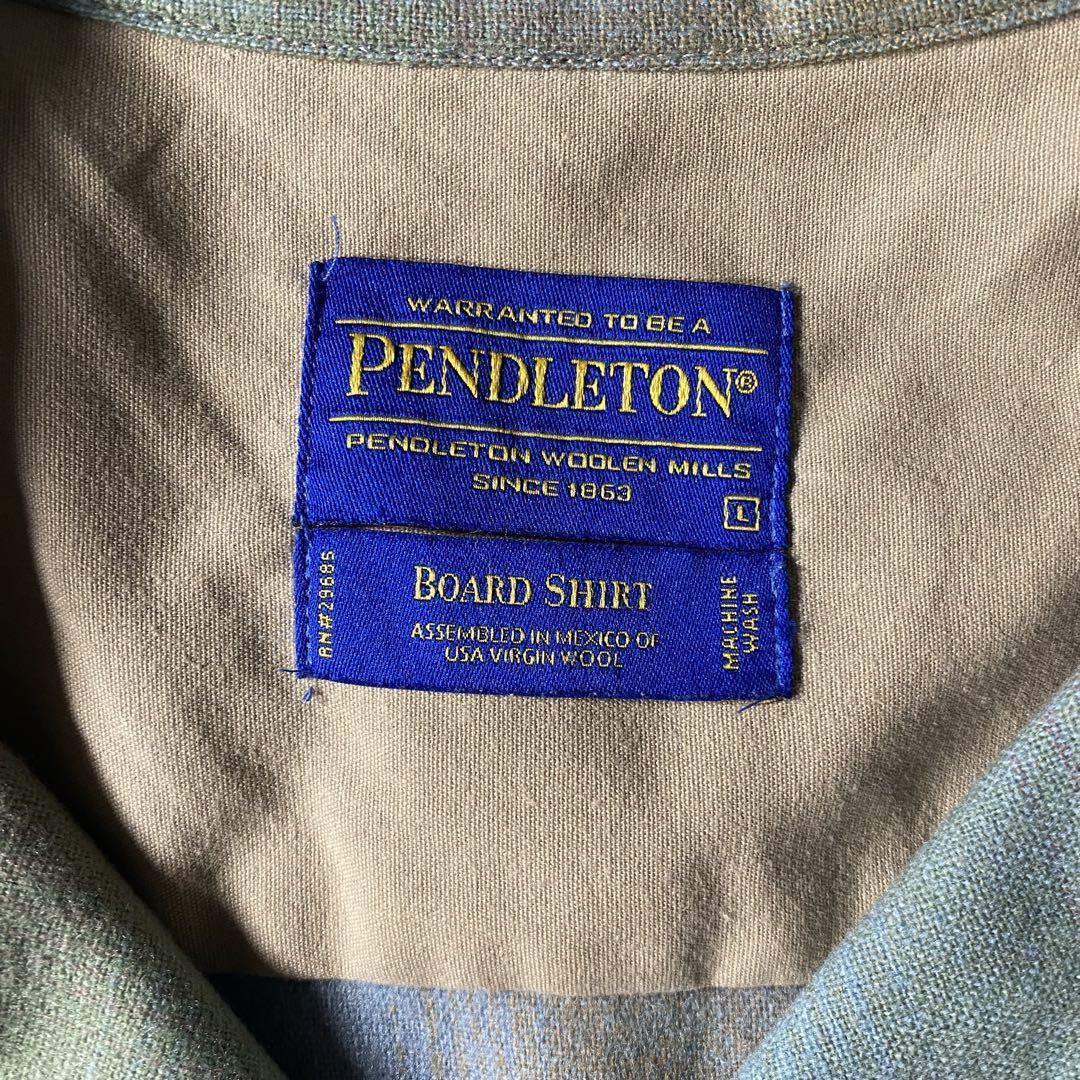 WARRANTED TO BE A
PENDLETON®
PENDLETON WOOLEN MILLS
SINCE 1863
L
RN#29685
BOARD SHIRT
ASSEMBLED IN MEXICO OF
USA VIRGIN WOOL
MACHINE
WASH